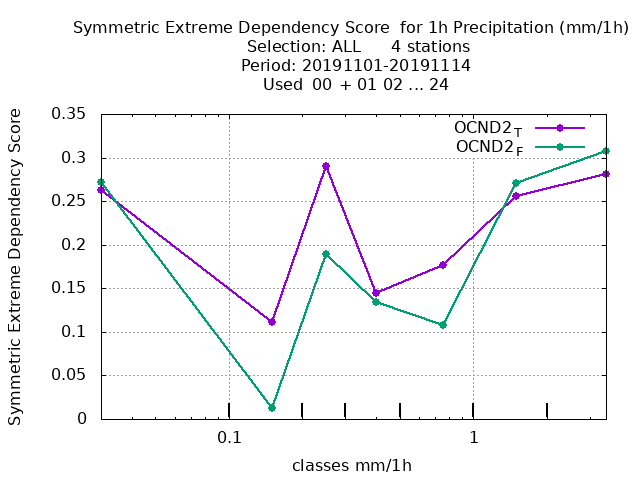 Symmetric Extreme Dependency Score  for 1h Precipitation (mm/1h)
Selection: ALL      4 stations
Period: 20191101-20191114
Used  00  + 01 02 ... 24
OCND2T
OCND2F
Symmetric Extreme Dependency Score
0.35
0.3
0.25
0.2
0.15
0.1
0.05
0
0.1 1
classes mm/1h